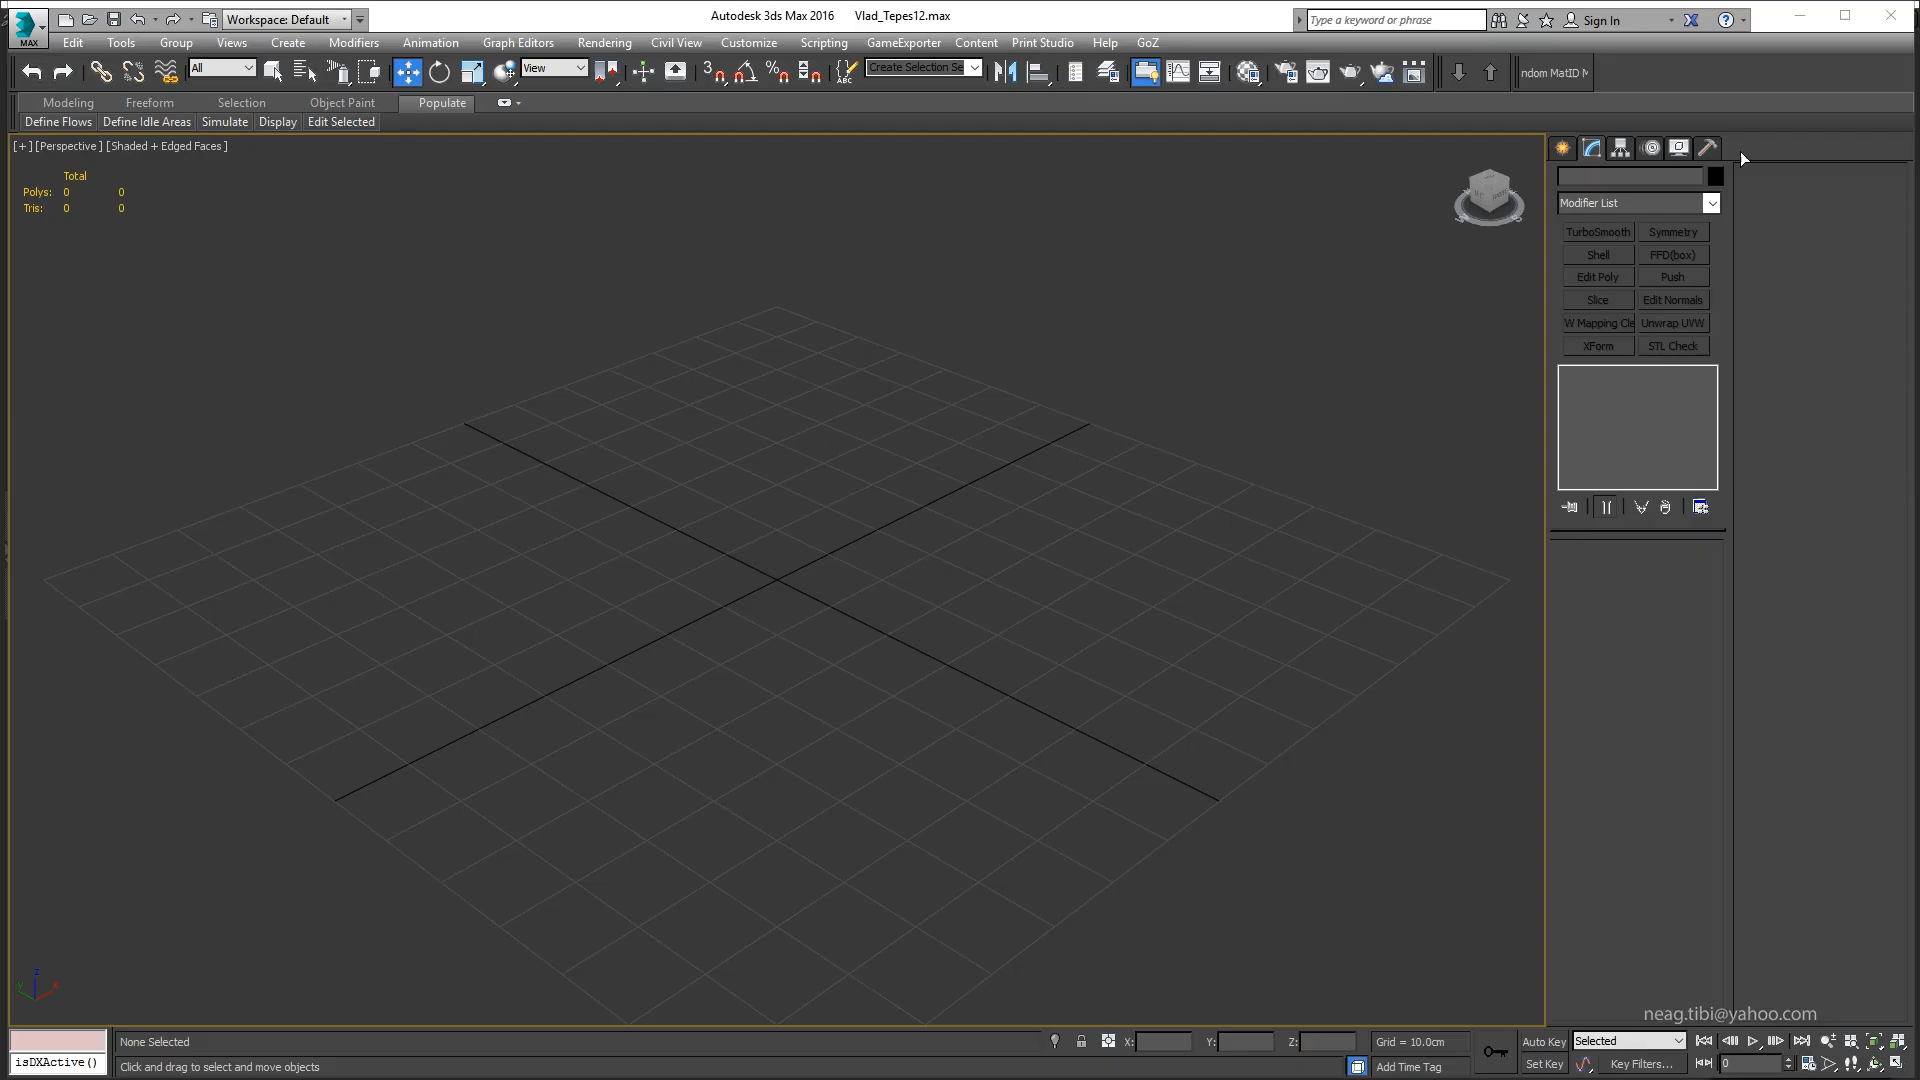 Workspace: Default
Autodesk 3ds Max 2016 Vlad_Tepes12.max
Type a keyword or phrase
Sign In
MAX
Edit Tools Group Views Create Modifiers Animation Graph Editors Rendering Civil View Customize Scripting GameExporter Content Print Studio Help GoZ
All
View
3
ABC
Create Selection Se
ndom MatID
Modeling Freeform Selection Object Paint Populate
Define Flows Define Idle Areas Simulate Display Edit Selected
[+] [Perspective ] [Shaded + Edged Faces ]
Total
Polys: 0 0
Tris: 0 0
Modifier List
TurboSmooth Symmetry
Shell FFD(box)
Edit Poly Push
Slice Edit Normals
W Mapping Cle Unwrap UVW
XForm STL Check
z
y x
neag.tibi@yahoo.com
None Selected
X: Y: Z:
Grid = 10.0cm
Auto Key
Selected
isDXActive()
Click and drag to select and move objects
Add Time Tag
Set Key
Key Filters...
0